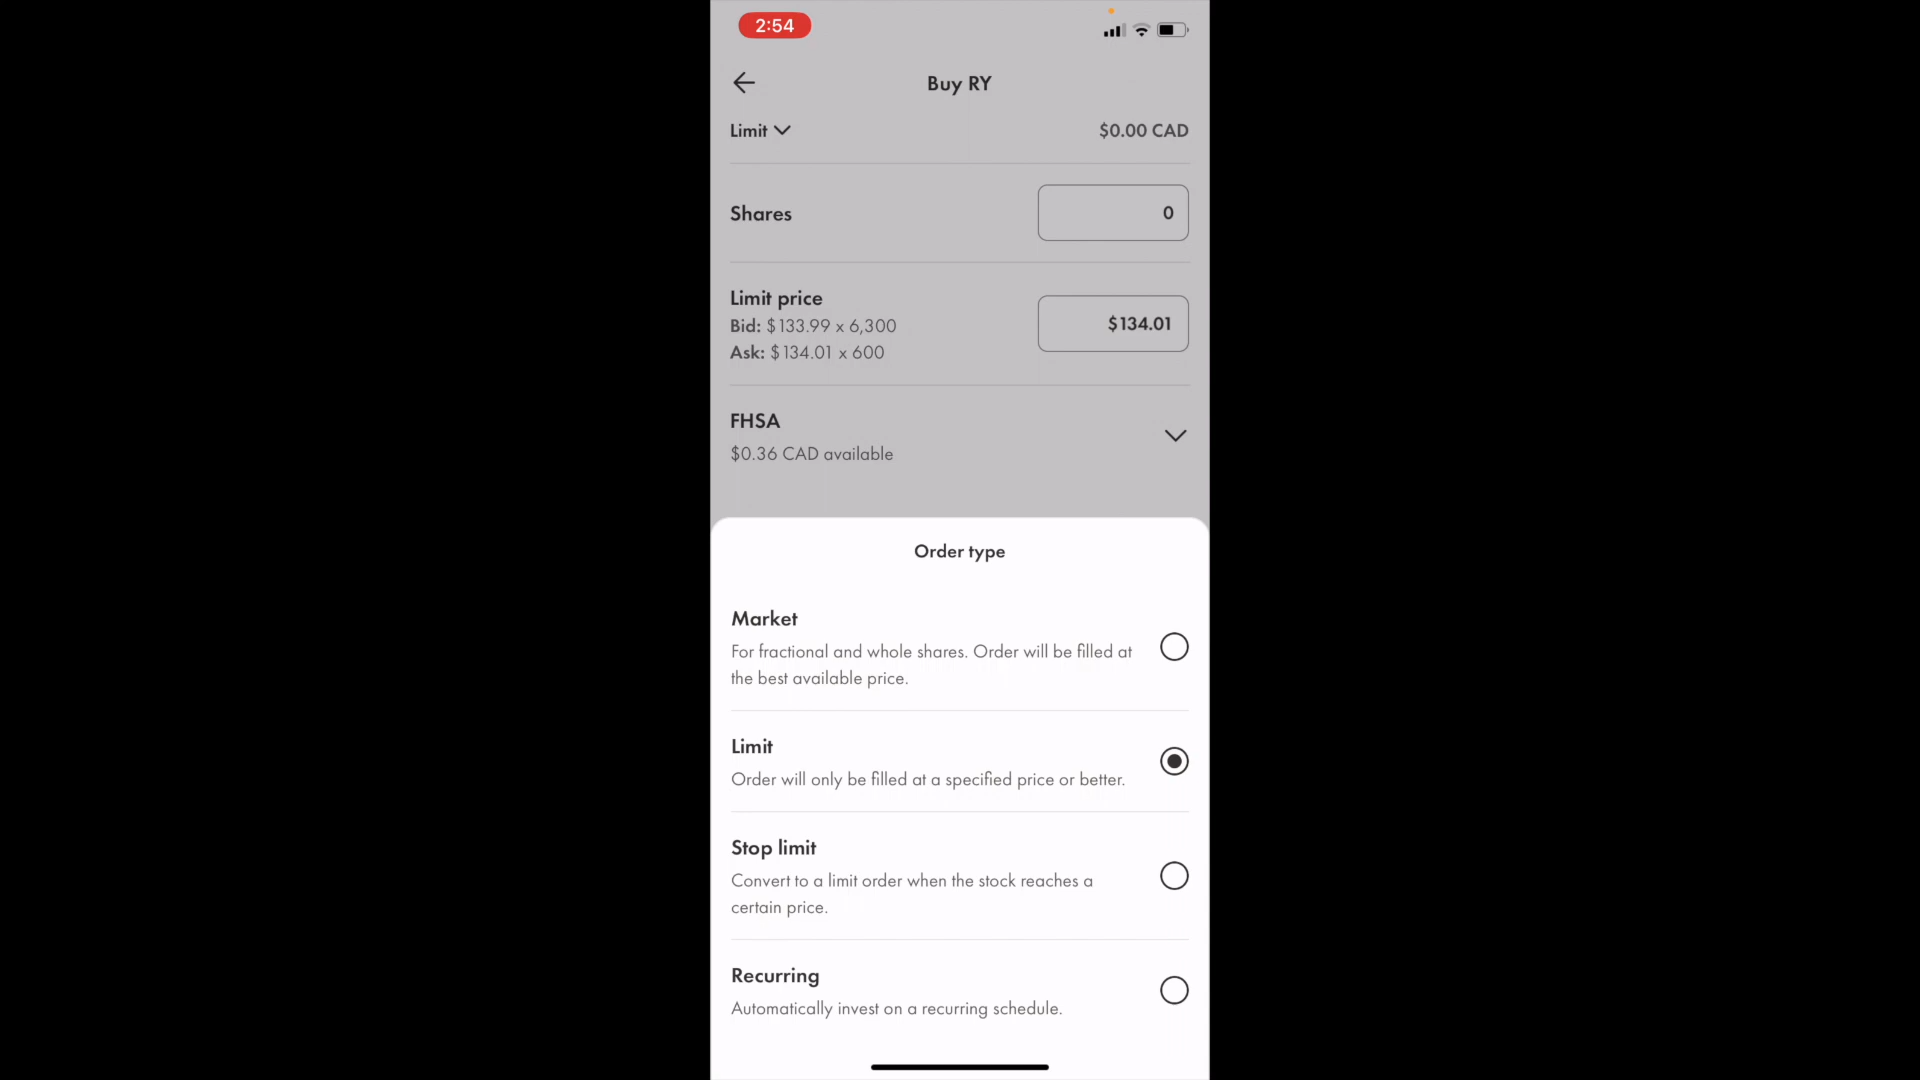 2:54
Buy RY
Limit $0.00 CAD
Shares 0
Limit price
Bid: $133.99 x 6,300
$134.01
Ask: $134.01 x 600
FHSA
$0.36 CAD available
Order type
Market
For fractional and whole shares. Order will be filled at
the best available price.
Limit
Order will only be filled at a specified price or better.
Stop limit
Convert to a limit order when the stock reaches a
certain price.
Recurring
Automatically invest on a recurring schedule.